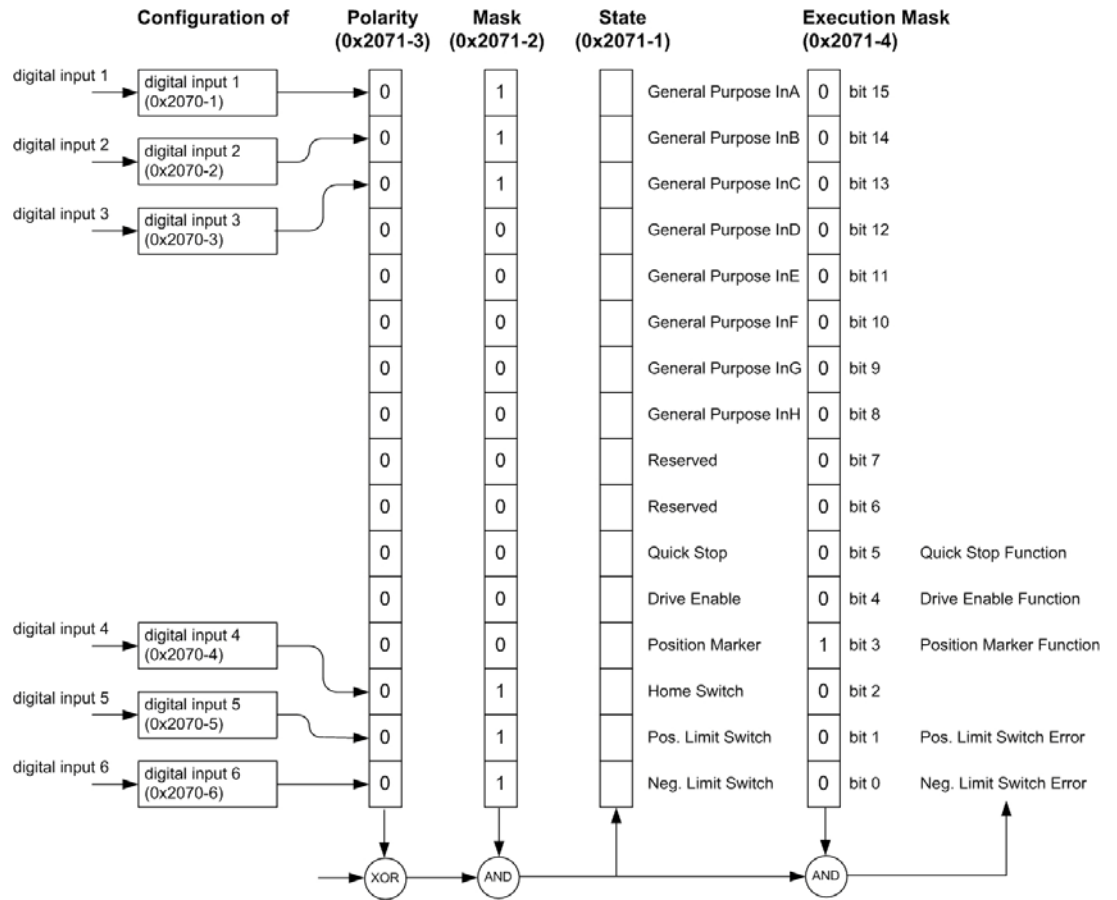 Configuration of
Polarity
(0x2071-3)
Mask
(0x2071-2)
State
(0x2071-1)
Execution Mask
(0x2071-4)
digital input 1
digital input 1
(0x2070-1)
0 1 General Purpose InA 0 bit 15
digital input 2
digital input 2
(0x2070-2)
0 1 General Purpose InB 0 bit 14
0 1 General Purpose InC 0 bit 13
digital input 3
digital input 3
(0x2070-3)
0 0 General Purpose InD 0 bit 12
0 0 General Purpose InE 0 bit 11
0 0 General Purpose InF 0 bit 10
0 0 General Purpose InG 0 bit 9
0 0 General Purpose InH 0 bit 8
0 0 Reserved 0 bit 7
0 0 Reserved 0 bit 6
0 0 Quick Stop 0 bit 5 Quick Stop Function
0 0 Drive Enable 0 bit 4 Drive Enable Function
digital input 4
digital input 4
(0x2070-4)
0 0 Position Marker 1 bit 3 Position Marker Function
0 1 Home Switch 0 bit 2
digital input 5
digital input 5
(0x2070-5)
0 1 Pos. Limit Switch 0 bit 1 Pos. Limit Switch Error
digital input 6
digital input 6
(0x2070-6)
0 1 Neg. Limit Switch 0 bit 0 Neg. Limit Switch Error
XOR AND AND